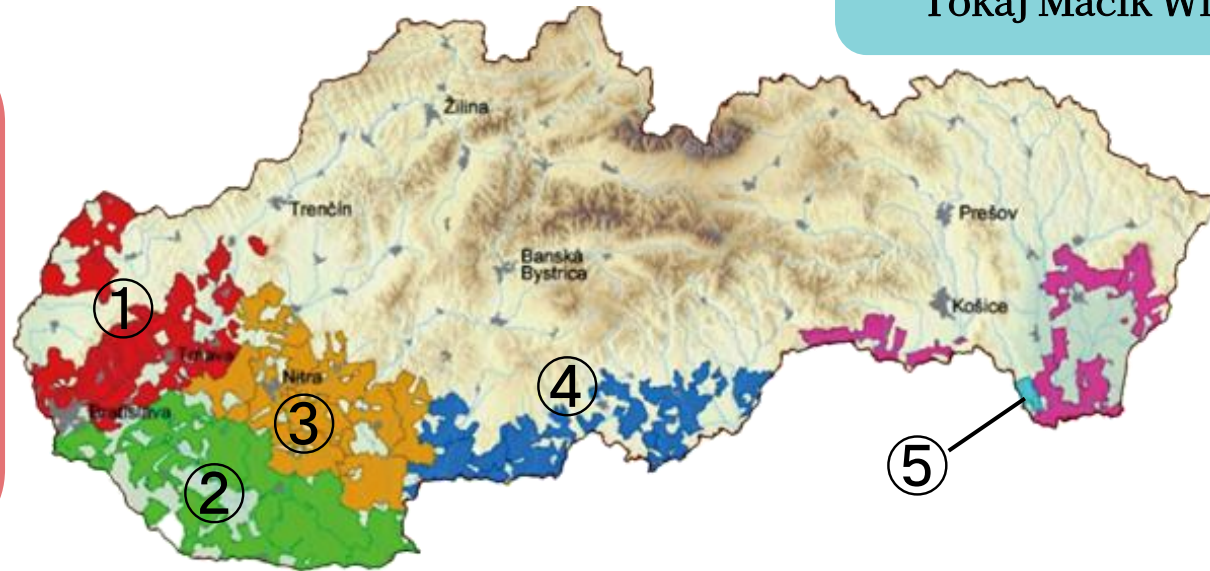 Tokaj Macik Wi
Žilina
Trenčín
Prešov
Banská
Bystrica
Košice
①
Trnava
④
Nitra
Bratislava
③
⑤
②